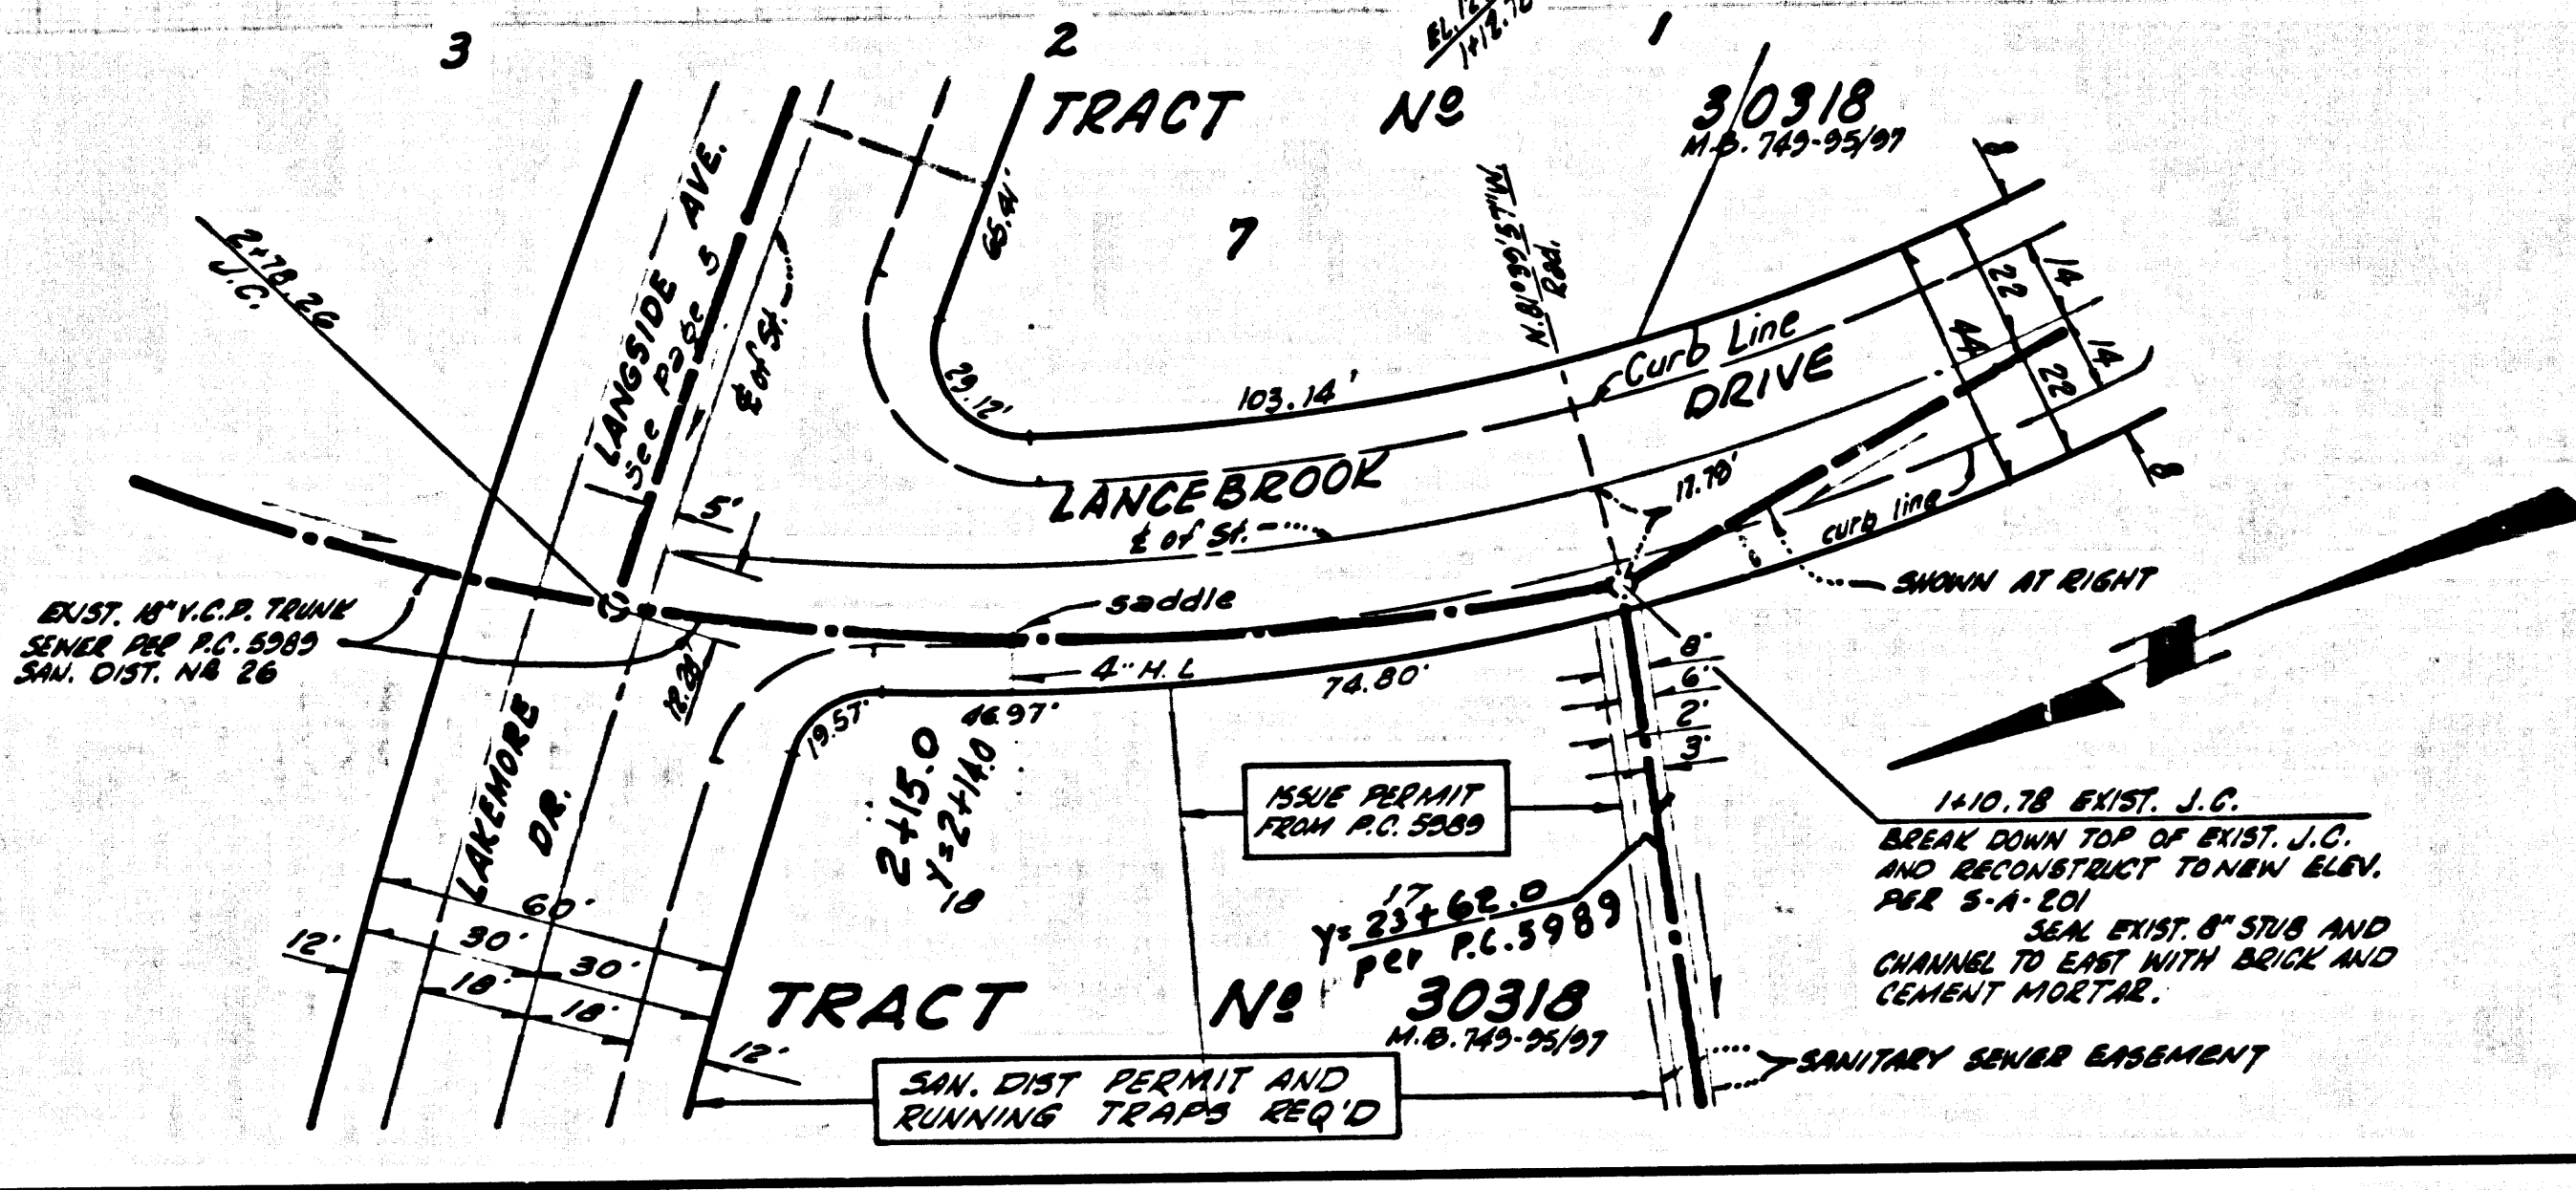 3
2
1
TRACT Nº 30318
M.B. 749-95/97
7
2+78.26
J.C.
LANGSIDE AVE.
See Page 3
℄ of St.
65.41'
29.12'
103.14'
Rad.
Curb Line
LANCEBROOK DRIVE
℄ of St.
17.78'
8
14
22
44
14
22
8
curb line
SHOWN AT RIGHT
5'
saddle
4" H.L
EXIST. 18" V.C.P. TRUNK
SEWER PER P.C. 5989
SAN. DIST. Nº 26
19.57'
46.97'
74.80'
8'
6'
2'
3'
2+15.0
Y=2+14.0
18
LAKEMORE DR.
60'
12'
30'
30'
18'
18'
12'
ISSUE PERMIT
FROM P.C. 5989
17
Y= 23+62.0
per P.C. 5989
1+10.78 EXIST. J.C.
BREAK DOWN TOP OF EXIST. J.C.
AND RECONSTRUCT TO NEW ELEV.
PER S-A-201
SEAL EXIST. 8" STUB AND
CHANNEL TO EAST WITH BRICK AND
CEMENT MORTAR.
TRACT Nº 30318
M.B. 749-95/97
SAN. DIST PERMIT AND
RUNNING TRAPS REQ'D
SANITARY SEWER EASEMENT